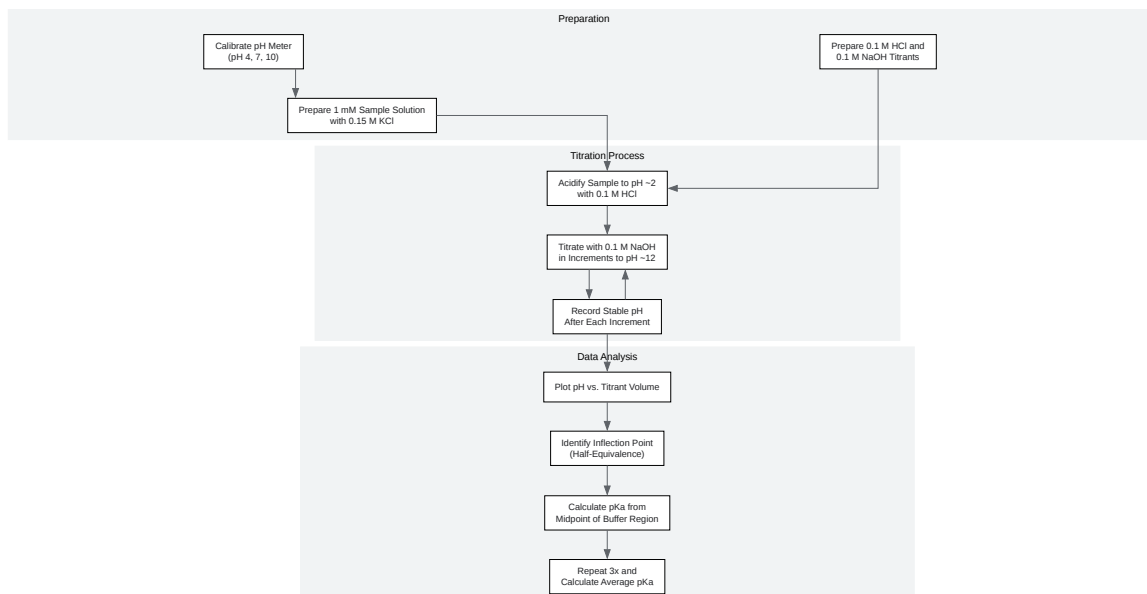 Preparation
Calibrate pH Meter
(pH 4, 7, 10)
Prepare 0.1 M HCl and
0.1 M NaOH Titrants
Prepare 1 mM Sample Solution
with 0.15 M KCl
Titration Process
Acidify Sample to pH ~2
with 0.1 M HCl
Titrate with 0.1 M NaOH
in Increments to pH ~12
Record Stable pH
After Each Increment
Data Analysis
Plot pH vs. Titrant Volume
Identify Inflection Point
(Half-Equivalence)
Calculate pKa from
Midpoint of Buffer Region
Repeat 3x and
Calculate Average pKa